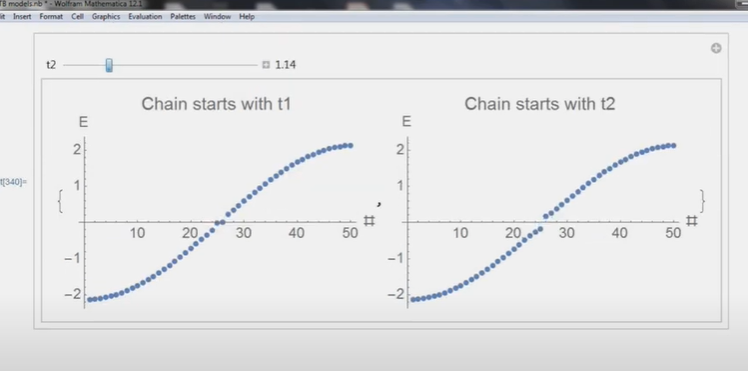 TB models.nb * - Wolfram Mathematica 12.1
Insert Format Cell Graphics Evaluation Palettes Window Help
t2 1.14
Chain starts with t1 Chain starts with t2
E E
2 2
1 1
{ , }
# #
10 20 30 40 50 10 20 30 40 50
-1 -1
-2 -2
t[340]=